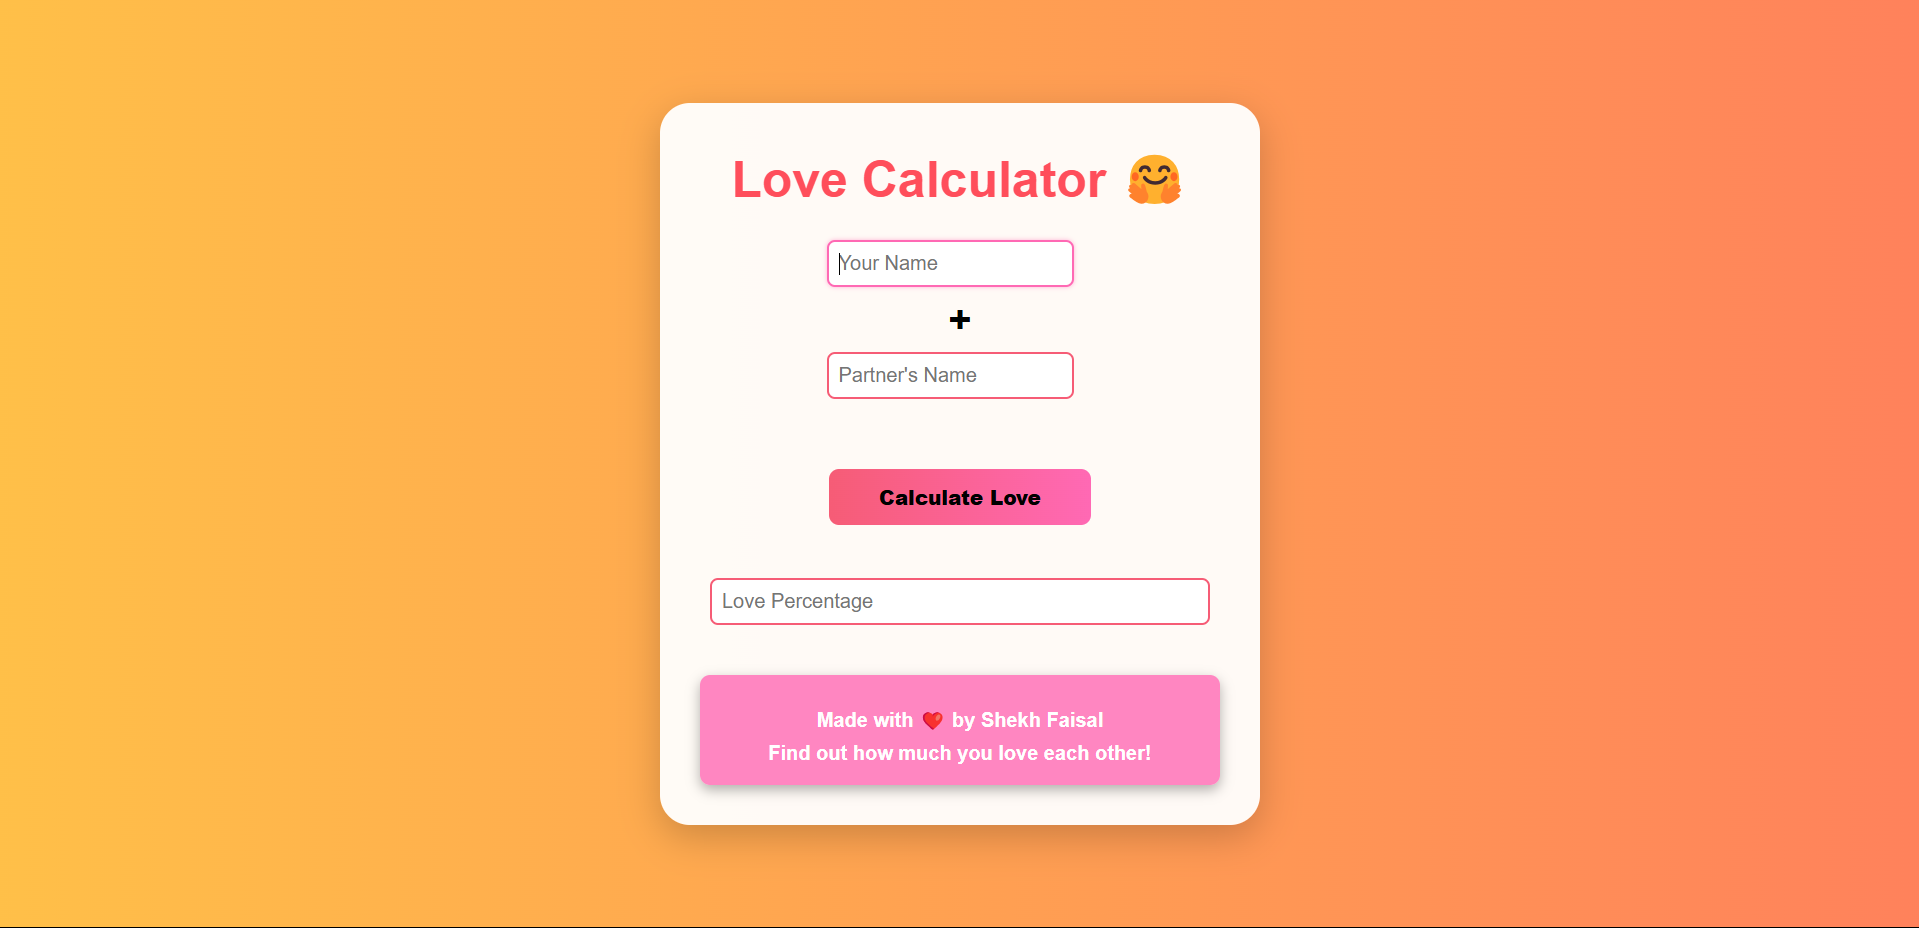 Love Calculator 🤗
Your Name
+
Partner's Name
Calculate Love
Love Percentage
Made with ❤️ by Shekh Faisal
Find out how much you love each other!